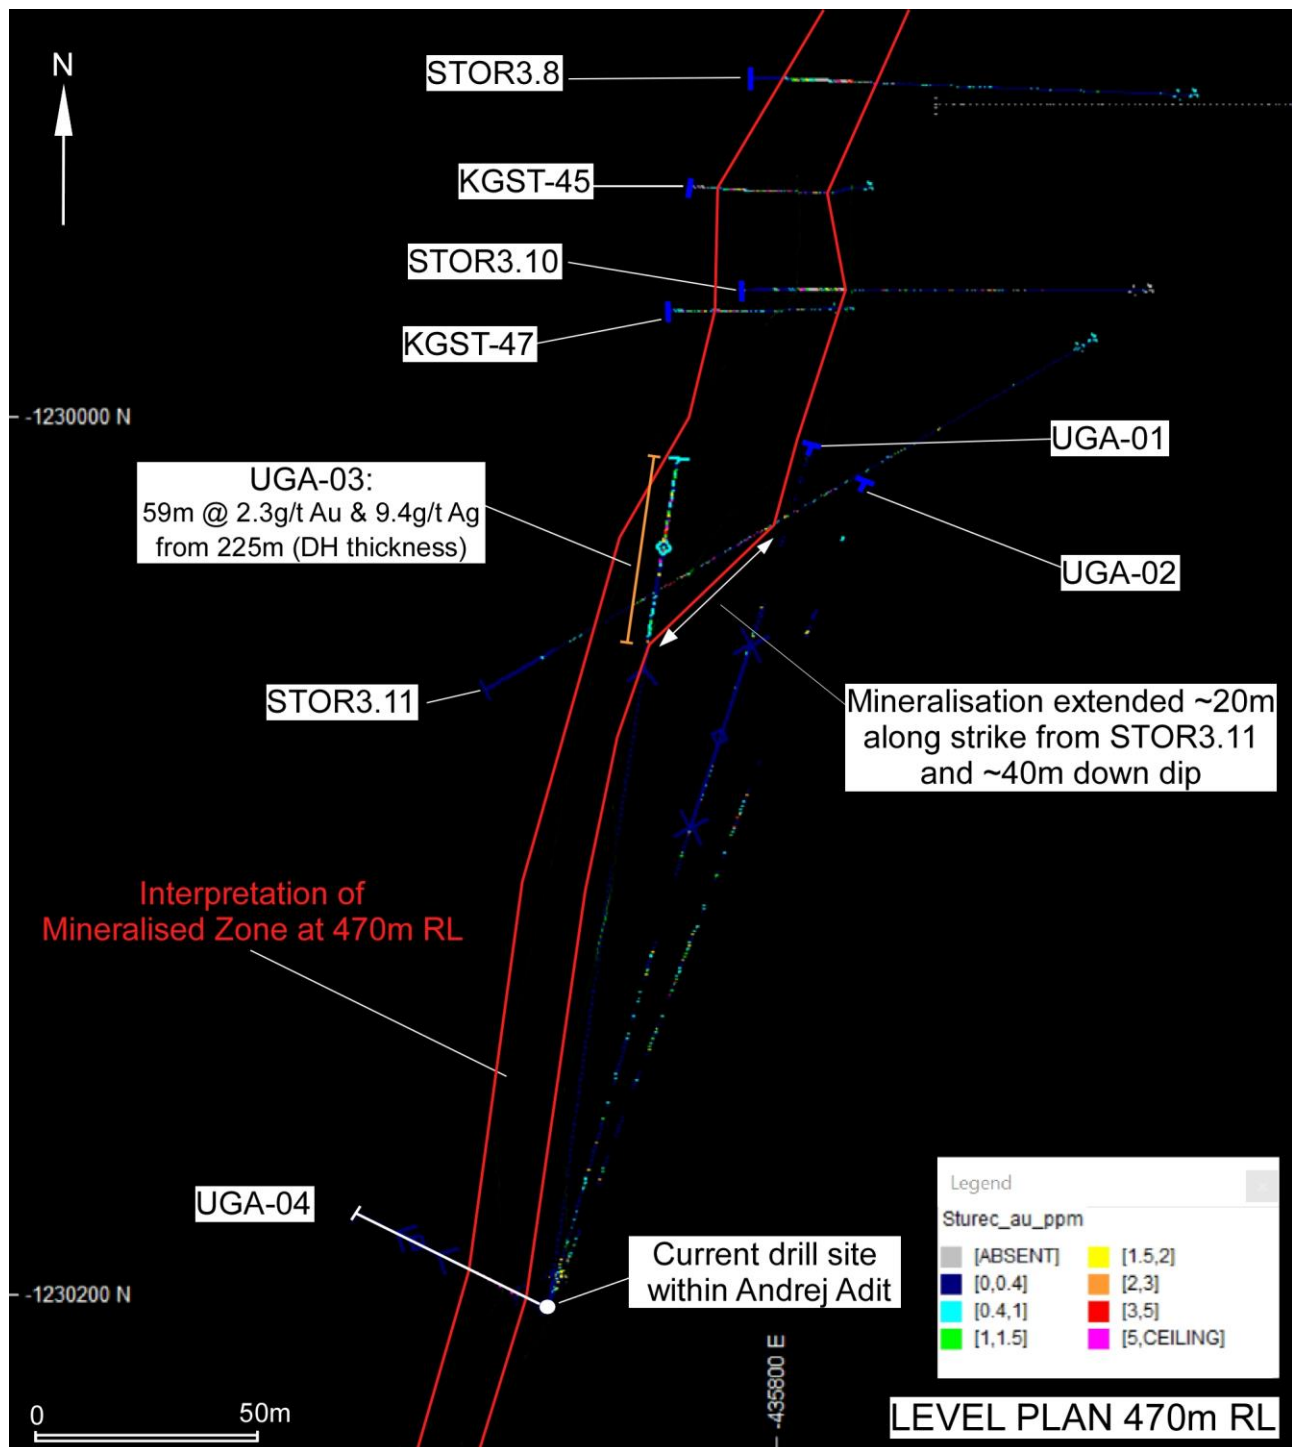 N
STOR3.8
KGST-45
STOR3.10
KGST-47
-1230000 N
UGA-01
UGA-03:
59m @ 2.3g/t Au & 9.4g/t Ag
from 225m (DH thickness)
UGA-02
STOR3.11
Mineralisation extended ~20m
along strike from STOR3.11
and ~40m down dip
Interpretation of
Mineralised Zone at 470m RL
UGA-04
Current drill site
within Andrej Adit
-1230200 N
-435800 E
Legend
Sturec_au_ppm
[ABSENT]
[0,0.4]
[0.4,1]
[1,1.5]
[1.5,2]
[2,3]
[3,5]
[5,CEILING]
0 50m
LEVEL PLAN 470m RL